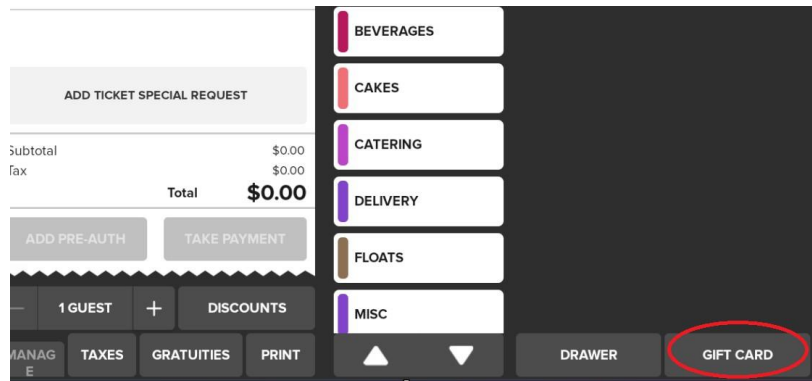 ADD TICKET SPECIAL REQUEST
Subtotal $0.00
Tax $0.00
Total $0.00
ADD PRE-AUTH TAKE PAYMENT
1 GUEST + DISCOUNTS
MANAG
E
TAXES GRATUITIES PRINT
BEVERAGES
CAKES
CATERING
DELIVERY
FLOATS
MISC
DRAWER GIFT CARD